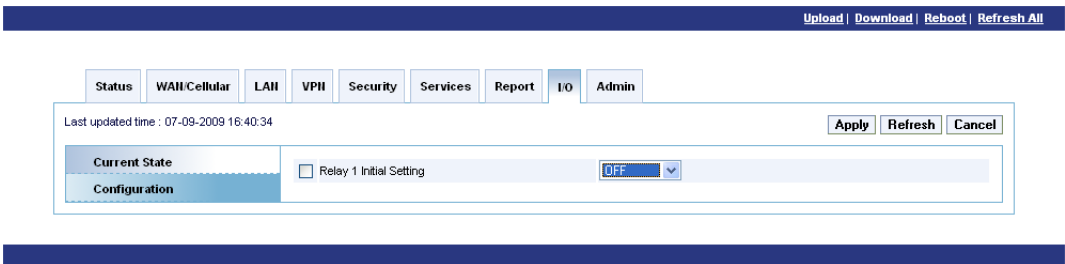 Upload| Download| Reboot| Refresh All
Status WAN/Cellular LAN VPN Security Services Report I/O Admin
Last updated time : 07-09-2009 16:40:34
Apply Refresh Cancel
Current State
Relay 1 Initial Setting OFF
Configuration